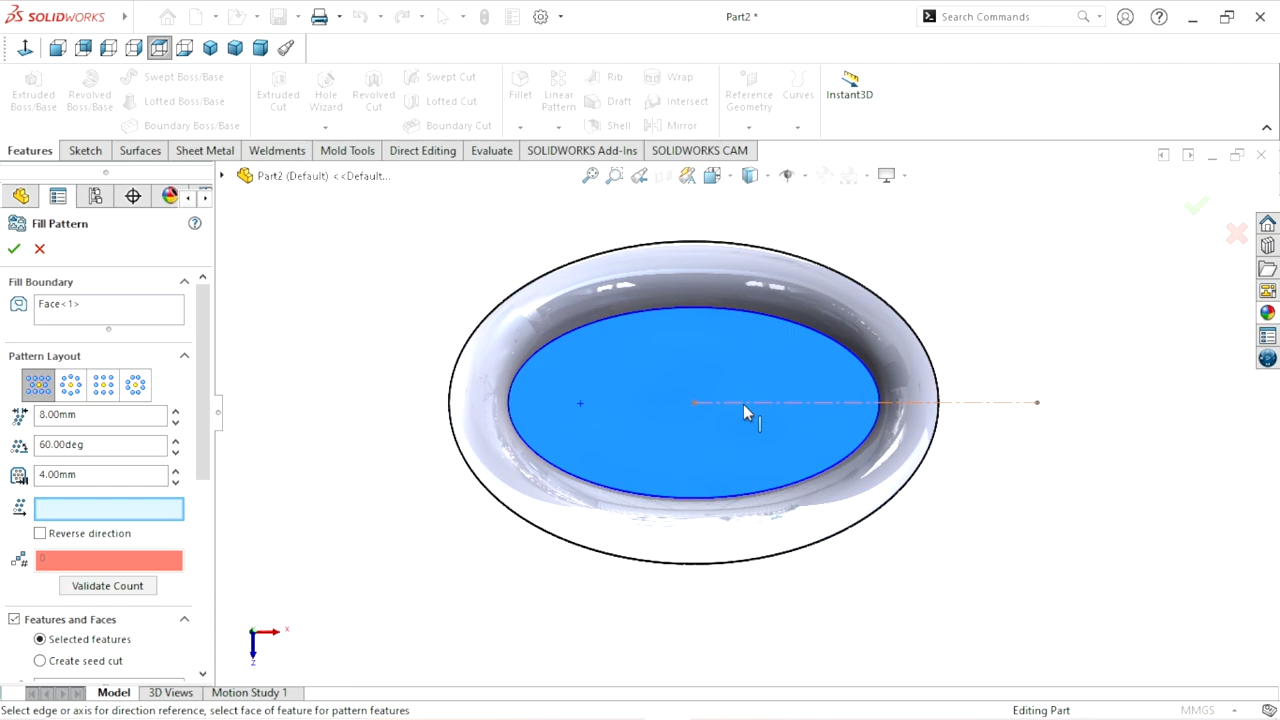 SOLIDWORKS
Part2 *
Search Commands
Extruded Boss/Base
Revolved Boss/Base
Swept Boss/Base
Lofted Boss/Base
Boundary Boss/Base
Extruded Cut
Hole Wizard
Revolved Cut
Swept Cut
Lofted Cut
Boundary Cut
Fillet
Linear Pattern
Rib
Draft
Shell
Wrap
Intersect
Mirror
Reference Geometry
Curves
Instant3D
Features
Sketch
Surfaces
Sheet Metal
Weldments
Mold Tools
Direct Editing
Evaluate
SOLIDWORKS Add-Ins
SOLIDWORKS CAM
Part2 (Default) <<Default...
Fill Pattern
Fill Boundary
Face<1>
Pattern Layout
8.00mm
60.00deg
4.00mm
Reverse direction
0
Validate Count
Features and Faces
Selected features
Create seed cut
x
z
Model
3D Views
Motion Study 1
Select edge or axis for direction reference, select face of feature for pattern features
Editing Part
MMGS